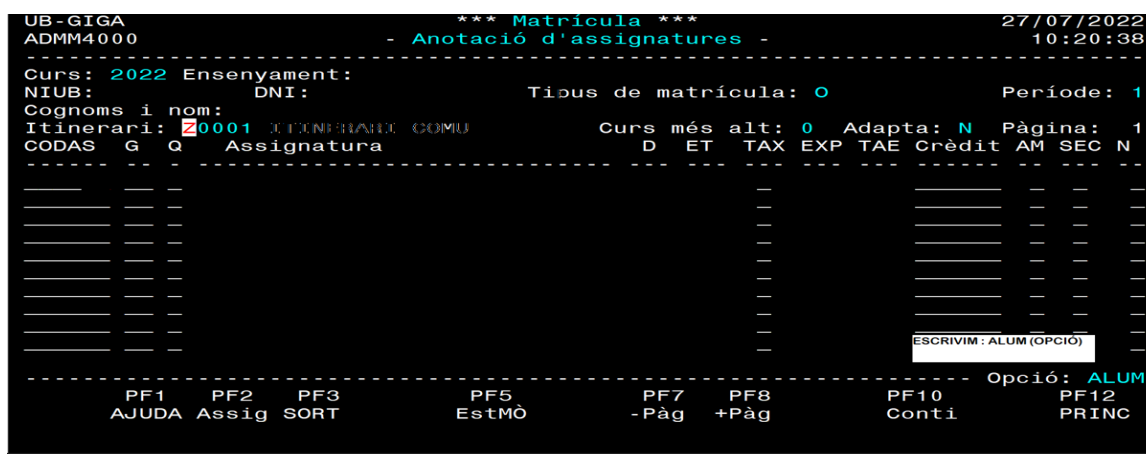 UB-GIGA *** Matrícula *** 27/07/2022
ADMM4000 - Anotació d'assignatures - 10:20:38
Curs: 2022 Ensenyament:
NIUB: DNI: Tipus de matrícula: O Període: 1
Cognoms i nom:
Itinerari: Z0001 ITINERARI COMU Curs més alt: 0 Adapta: N Pàgina: 1
CODAS G Q Assignatura D ET TAX EXP TAE Crèdit AM SEC N
ESCRIVIM : ALUM (OPCIÓ)
Opció: ALUM
PF1 PF2 PF3 PF5 PF7 PF8 PF10 PF12
AJUDA Assig SORT EstMÒ -Pàg +Pàg Conti PRINC